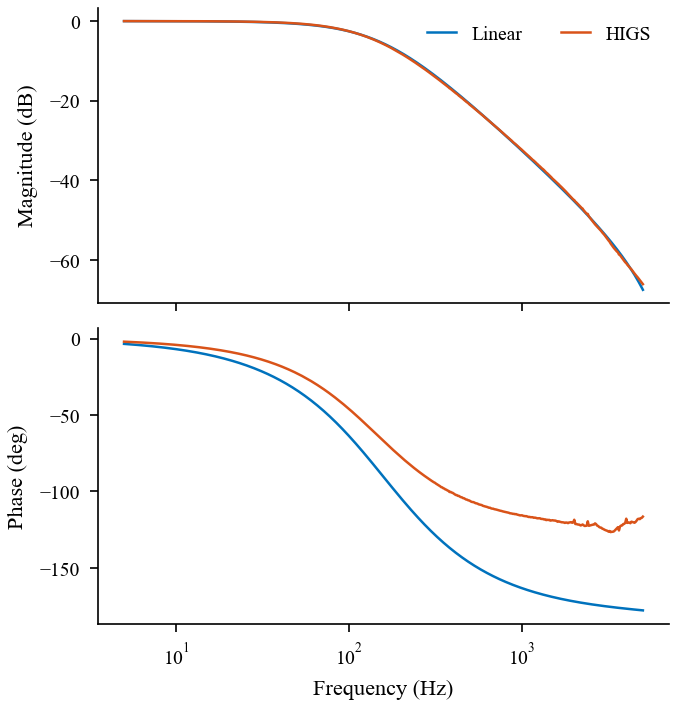 0
−20
−40
−60
Magnitude (dB)
Linear HIGS
0
−50
−100
−150
Phase (deg)
10¹ 10² 10³
Frequency (Hz)